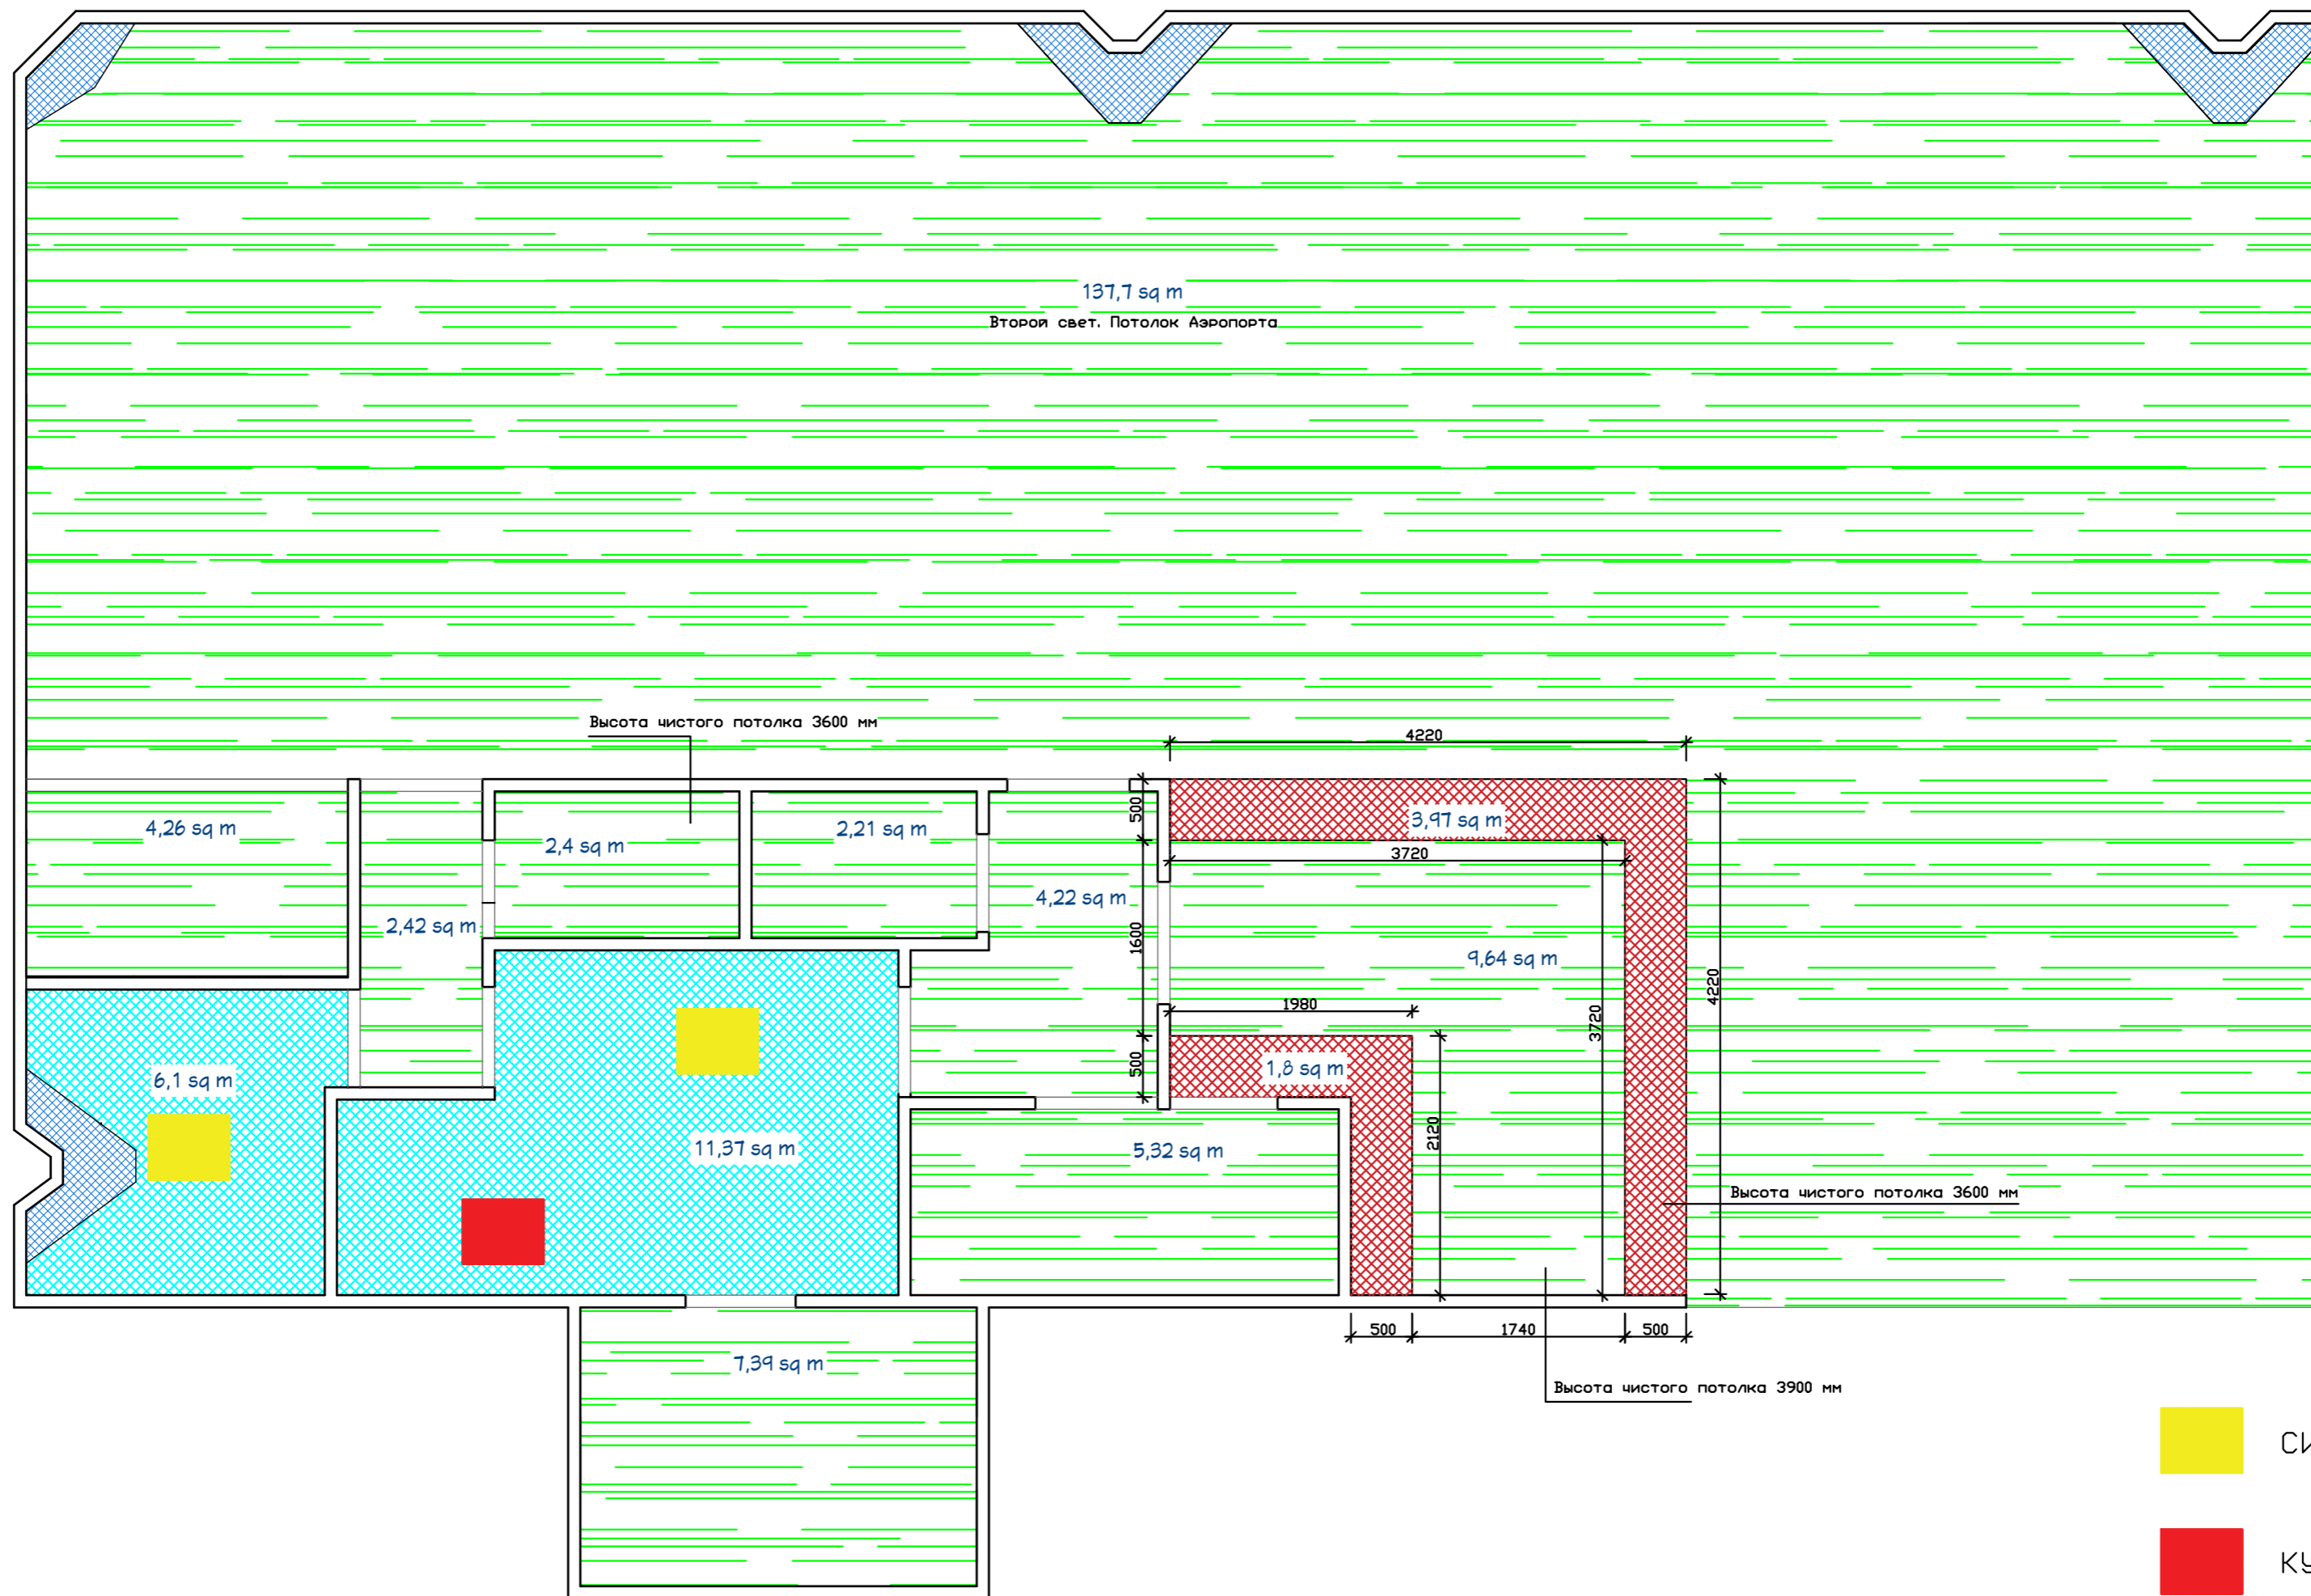 137,7 sq m
Второй свет. Потолок Аэропорта
Высота чистого потолка 3600 мм
4220
500
4,26 sq m
2,4 sq m
2,21 sq m
3,97 sq m
3720
4,22 sq m
2,42 sq m
1600
9,64 sq m
4220
1980
3720
500
6,1 sq m
1,8 sq m
2120
11,37 sq m
5,32 sq m
Высота чистого потолка 3600 мм
500
1740
500
7,39 sq m
Высота чистого потолка 3900 мм